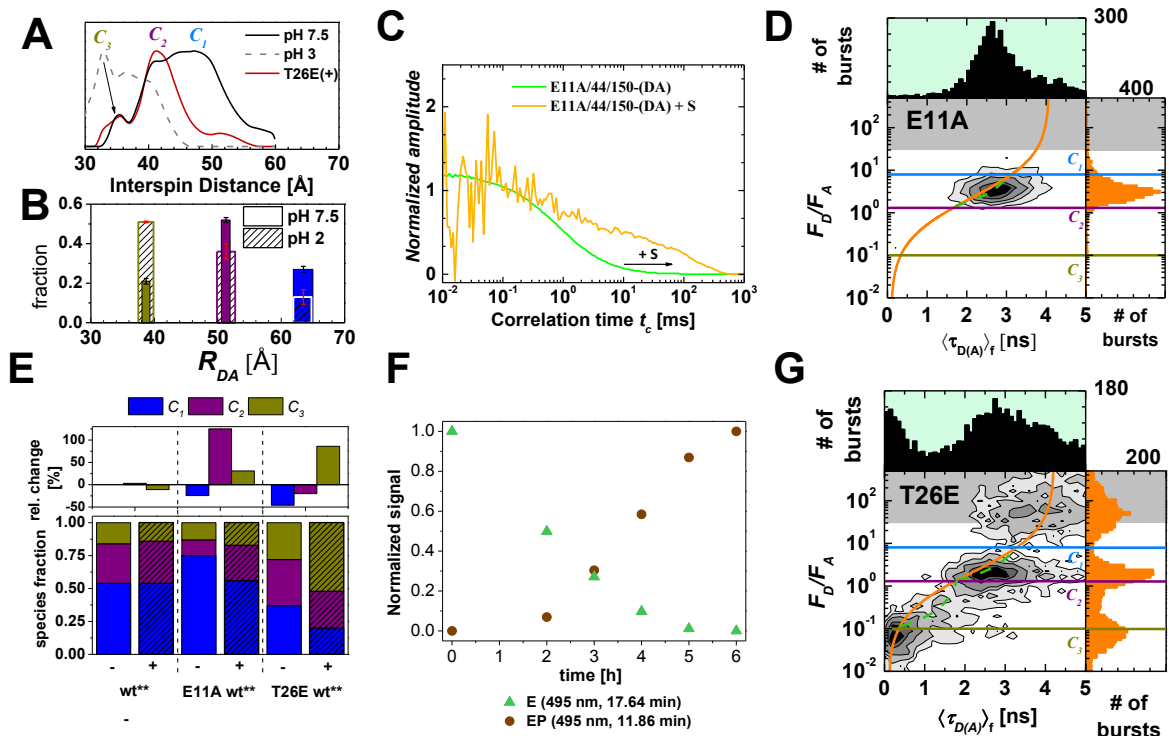 A
C3
C2
C1
pH 7.5
pH 3
T26E(+)
30 40 50 60 70
Interspin Distance [Å]
B
0.6
0.4
0.2
0.0
fraction
pH 7.5
pH 2
30 40 50 60 70
RDA [Å]
C
Normalized amplitude
2
1
0
E11A/44/150-(DA)
E11A/44/150-(DA) + S
+ S
10-2 10-1 100 101 102 103
Correlation time tc [ms]
D
# of bursts
300
400
E11A
C1
C2
C3
FD/FA
102
101
100
10-1
10-2
0 1 2 3 4 5
⟨τD(A)⟩f [ns]
# of bursts
E
C1 C2 C3
rel. change [%]
100
50
0
-50
species fraction
1.00
0.75
0.50
0.25
0.00
- + - + - +
wt** E11A wt** T26E wt**
-
F
Normalized signal
1.0
0.8
0.6
0.4
0.2
0.0
0 1 2 3 4 5 6
time [h]
E (495 nm, 17.64 min)
EP (495 nm, 11.86 min)
G
# of bursts
180
200
T26E
C1
C2
C3
FD/FA
102
101
100
10-1
10-2
0 1 2 3 4 5
⟨τD(A)⟩f [ns]
# of bursts